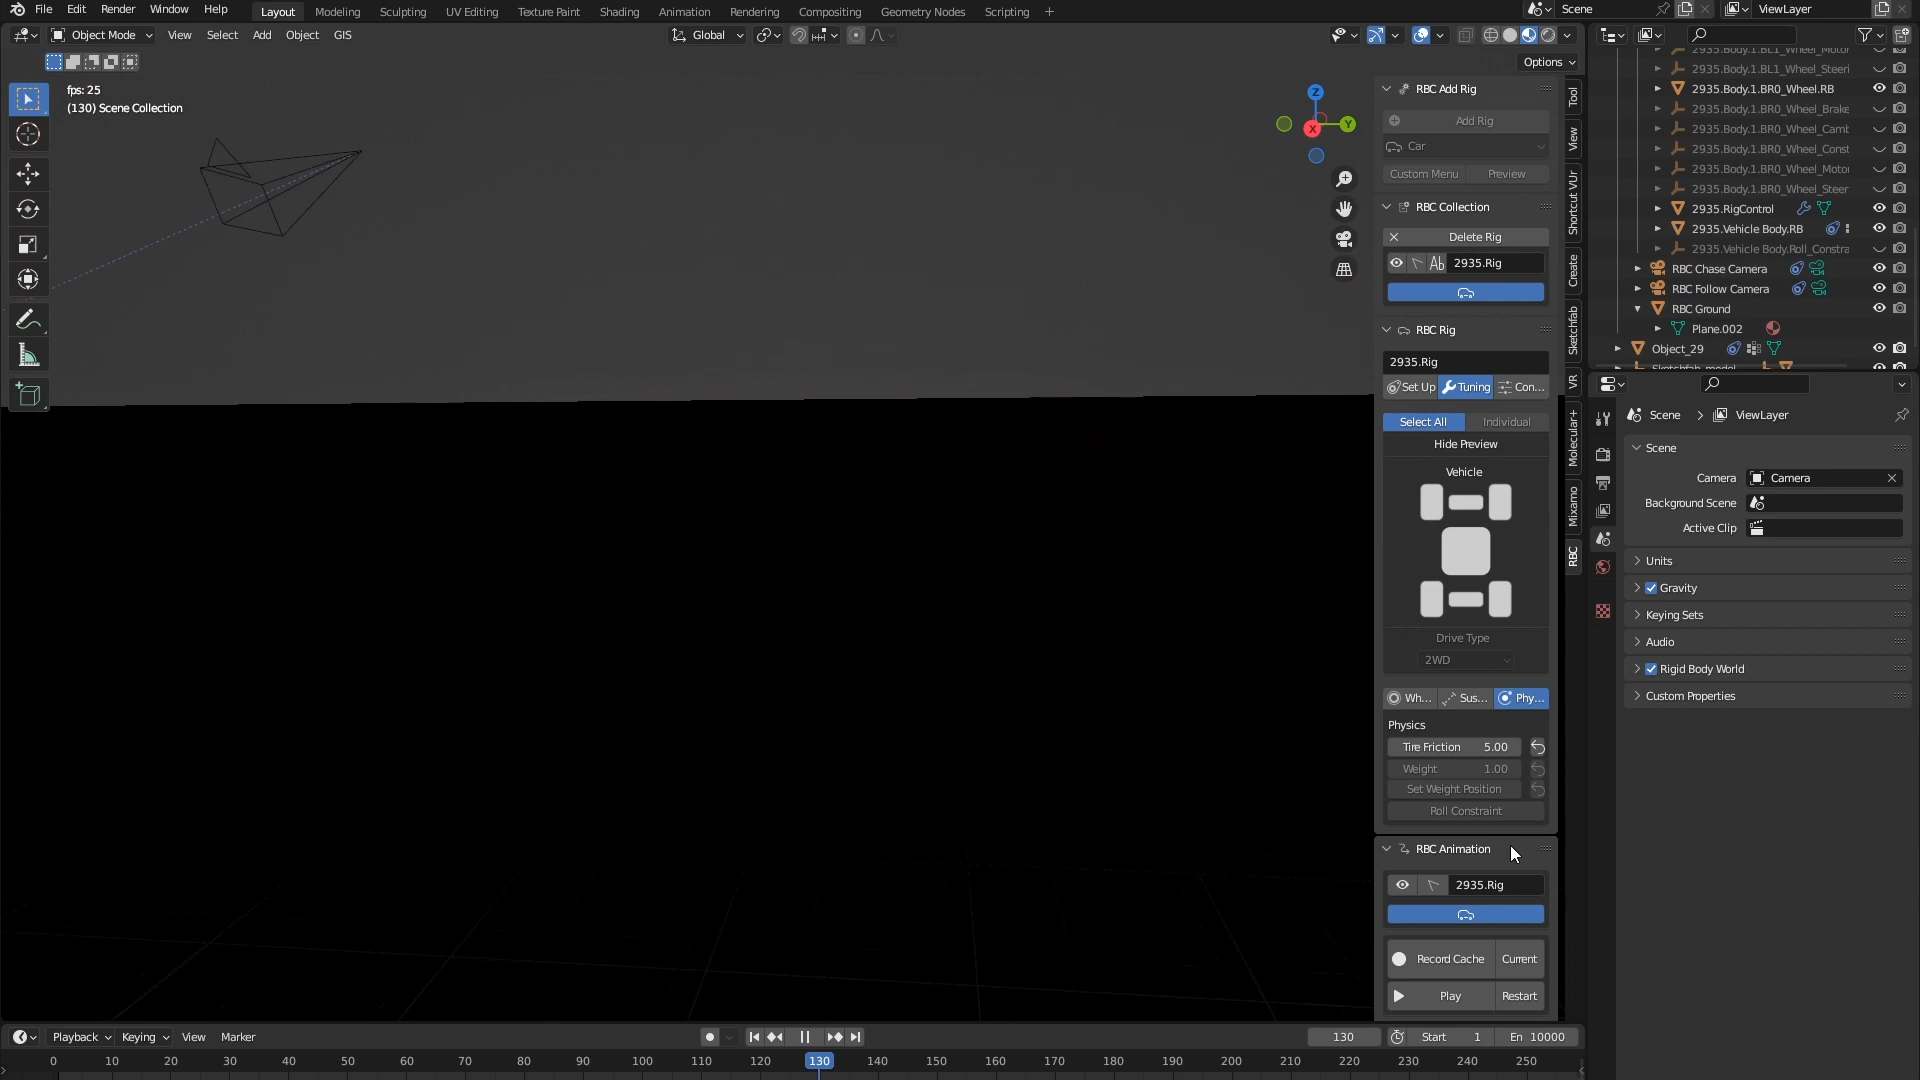 File Edit Render Window Help
Layout Modeling Sculpting UV Editing Texture Paint Shading Animation Rendering Compositing Geometry Nodes Scripting +
Scene
ViewLayer
Object Mode View Select Add Object GIS
Global
Options
fps: 25
(130) Scene Collection
Z
Y
X
RBC Add Rig
Add Rig
Car
Custom Menu Preview
RBC Collection
Delete Rig
Ab 2935.Rig
RBC Rig
2935.Rig
Set Up Tuning Con...
Select All Individual
Hide Preview
Vehicle
Drive Type
2WD
Wh... Sus... Phy...
Physics
Tire Friction 5.00
Weight 1.00
Set Weight Position
Roll Constraint
RBC Animation
2935.Rig
Record Cache Current
Play Restart
Tool
View
Shortcut VUr
Create
Sketchfab
VR
Molecular+
Mixamo
RBC
2935.Body.1.BL1_Wheel_Motor
2935.Body.1.BL1_Wheel_Steeri
2935.Body.1.BR0_Wheel.RB
2935.Body.1.BR0_Wheel_Brake
2935.Body.1.BR0_Wheel_Camb
2935.Body.1.BR0_Wheel_Const
2935.Body.1.BR0_Wheel_Motor
2935.Body.1.BR0_Wheel_Steer
2935.RigControl
2935.Vehicle Body.RB
2935.Vehicle Body.Roll_Constra
RBC Chase Camera
RBC Follow Camera
RBC Ground
Plane.002
Object_29
Sketchfab_model
Scene > ViewLayer
Scene
Camera Camera
Background Scene
Active Clip
Units
Gravity
Keying Sets
Audio
Rigid Body World
Custom Properties
Playback Keying View Marker
130
Start 1
En 10000
0 10 20 30 40 50 60 70 80 90 100 110 120 130 140 150 160 170 180 190 200 210 220 230 240 250